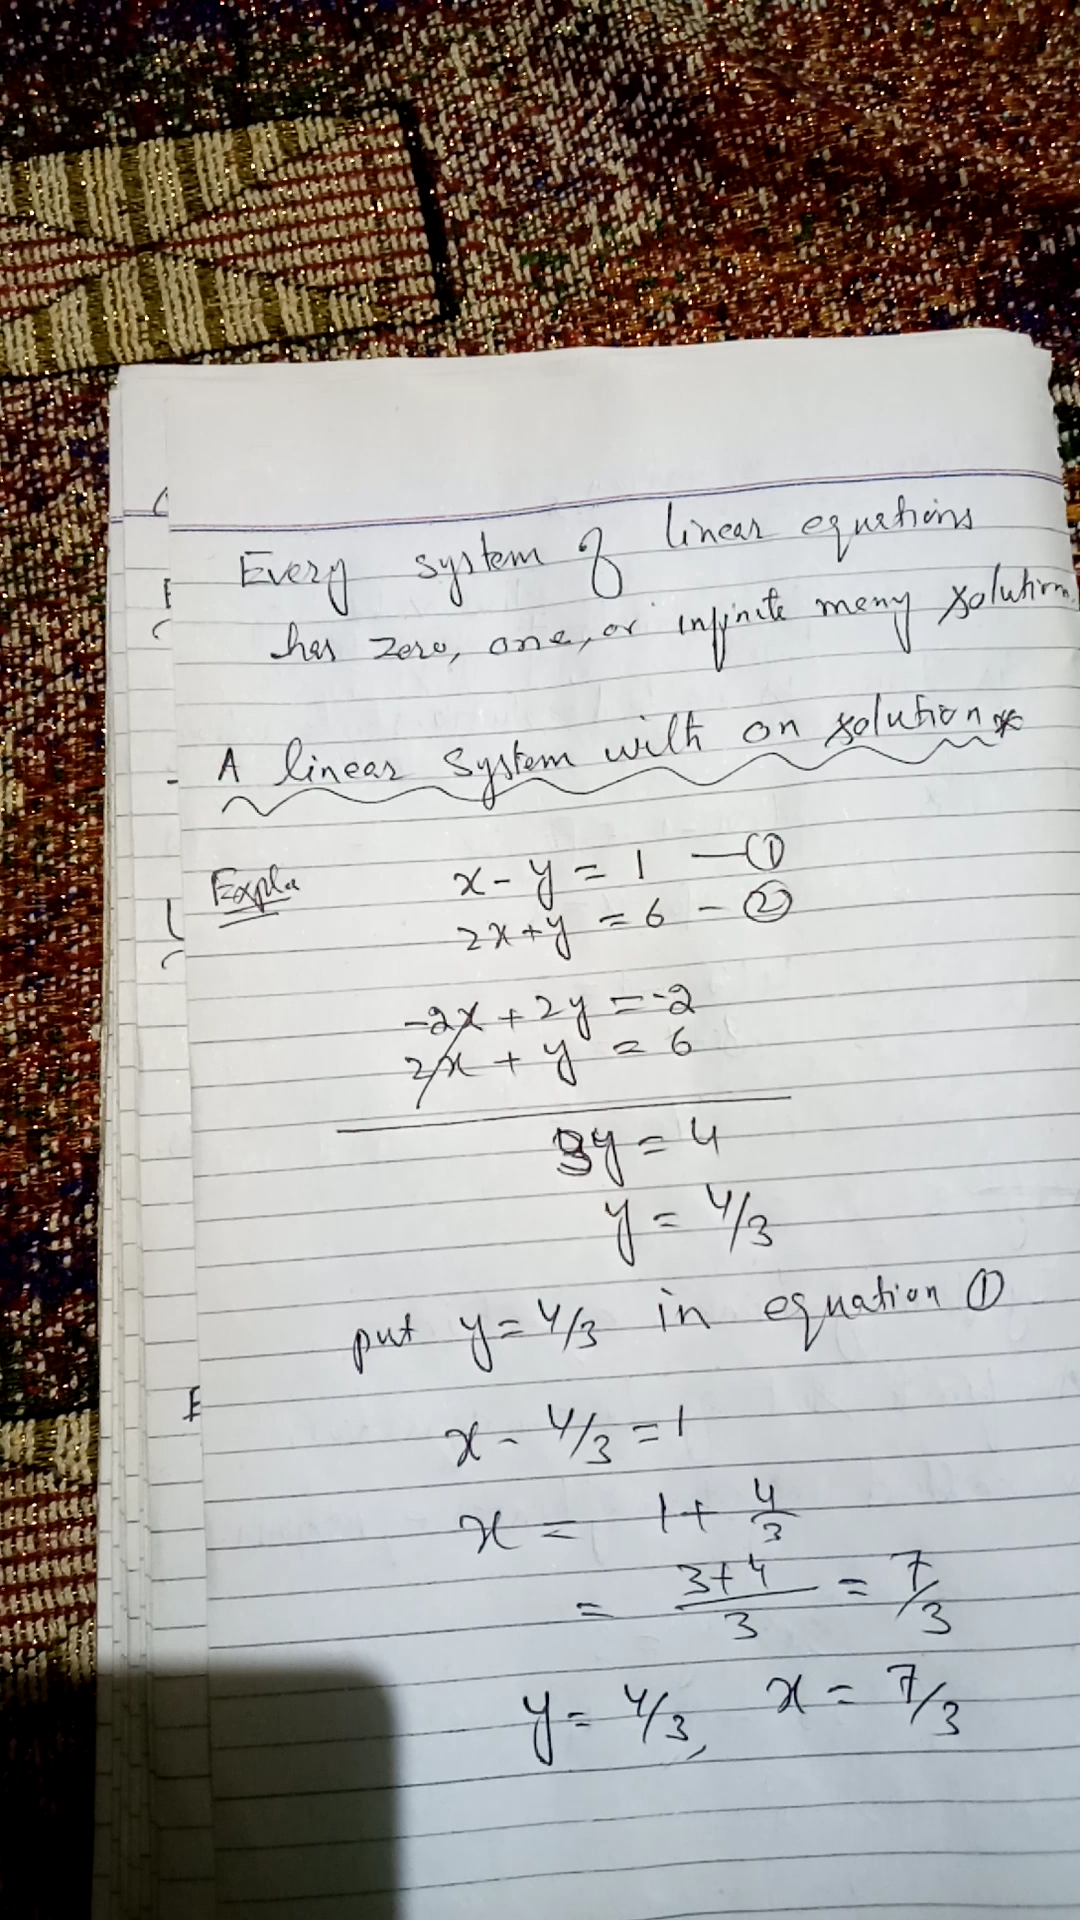 Every system of linear equations
has zero, one, or infinite meny solution.
A linear System with on solution
Expla
x - y = 1 — ①
2x + y = 6 - ②
-2x + 2y = -2
2x + y = 6
3y = 4
y = 4/3
put y = 4/3 in equation ①
x - 4/3 = 1
x = 1 + 4/3
= 3+4/3 = 7/3
y = 4/3, x = 7/3